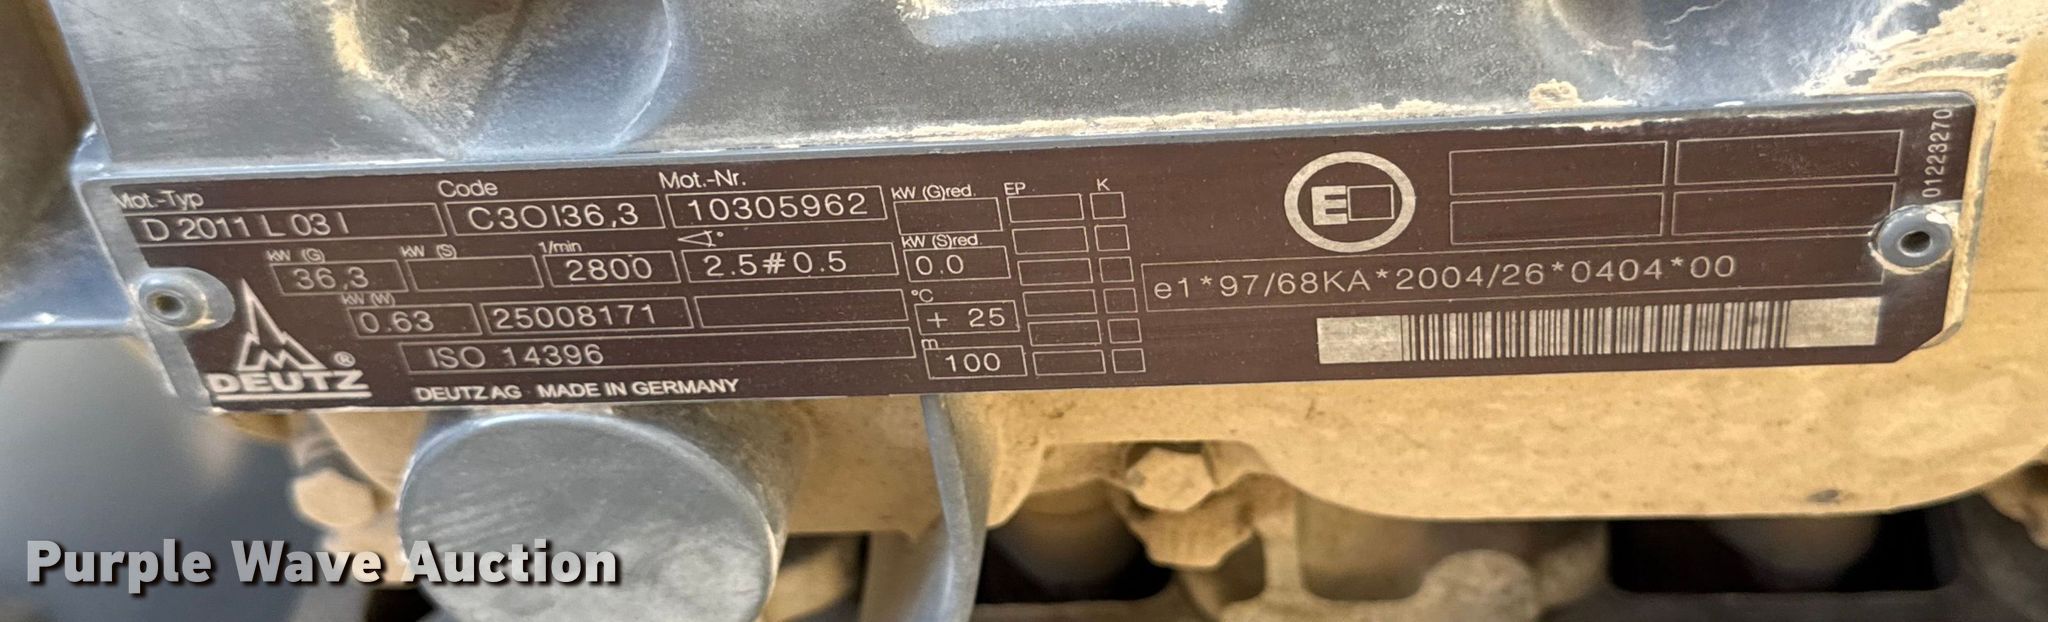 Mot.-Typ Code Mot.-Nr. kW (G)red. EP K
D 2011 L 03 I C3OI36,3 10305962
kW (G) kW (S) 1/min ° kW (S)red.
36,3 2800 2.5#0.5 0.0
kW (W) °C
0.63 25008171 + 25
m
ISO 14396 100
DEUTZ ®
DEUTZ AG · MADE IN GERMANY
E
01223270
e1*97/68KA*2004/26*0404*00
Purple Wave Auction